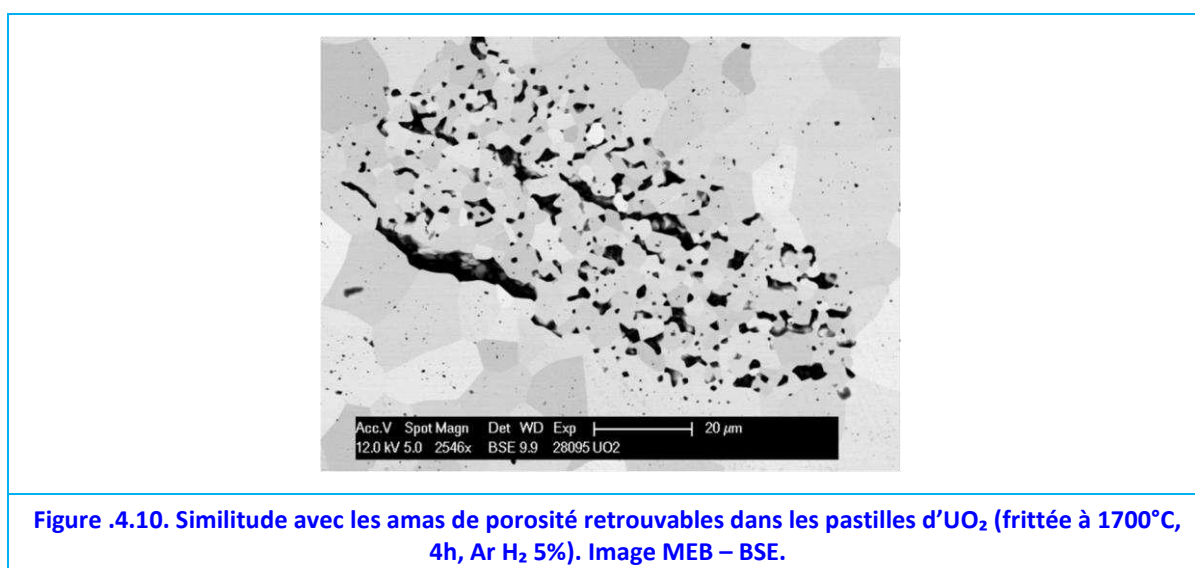 Acc.V Spot Magn Det WD Exp 20 µm
12.0 kV 5.0 2546x BSE 9.9 28095 UO2
Figure .4.10. Similitude avec les amas de porosité retrouvables dans les pastilles d’UO₂ (frittée à 1700°C,
4h, Ar H₂ 5%). Image MEB – BSE.